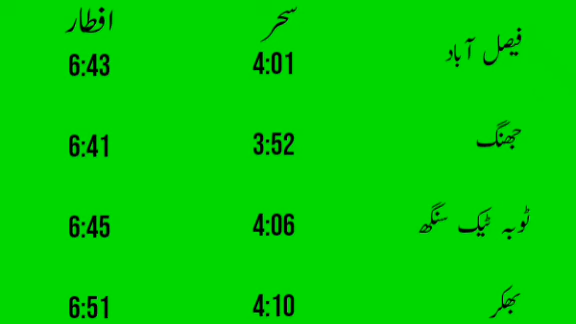 سحر افطار
فیصل آباد 4:01 6:43
جھنگ 3:52 6:41
ٹوبہ ٹیک سنگھ 4:06 6:45
بھکر 4:10 6:51